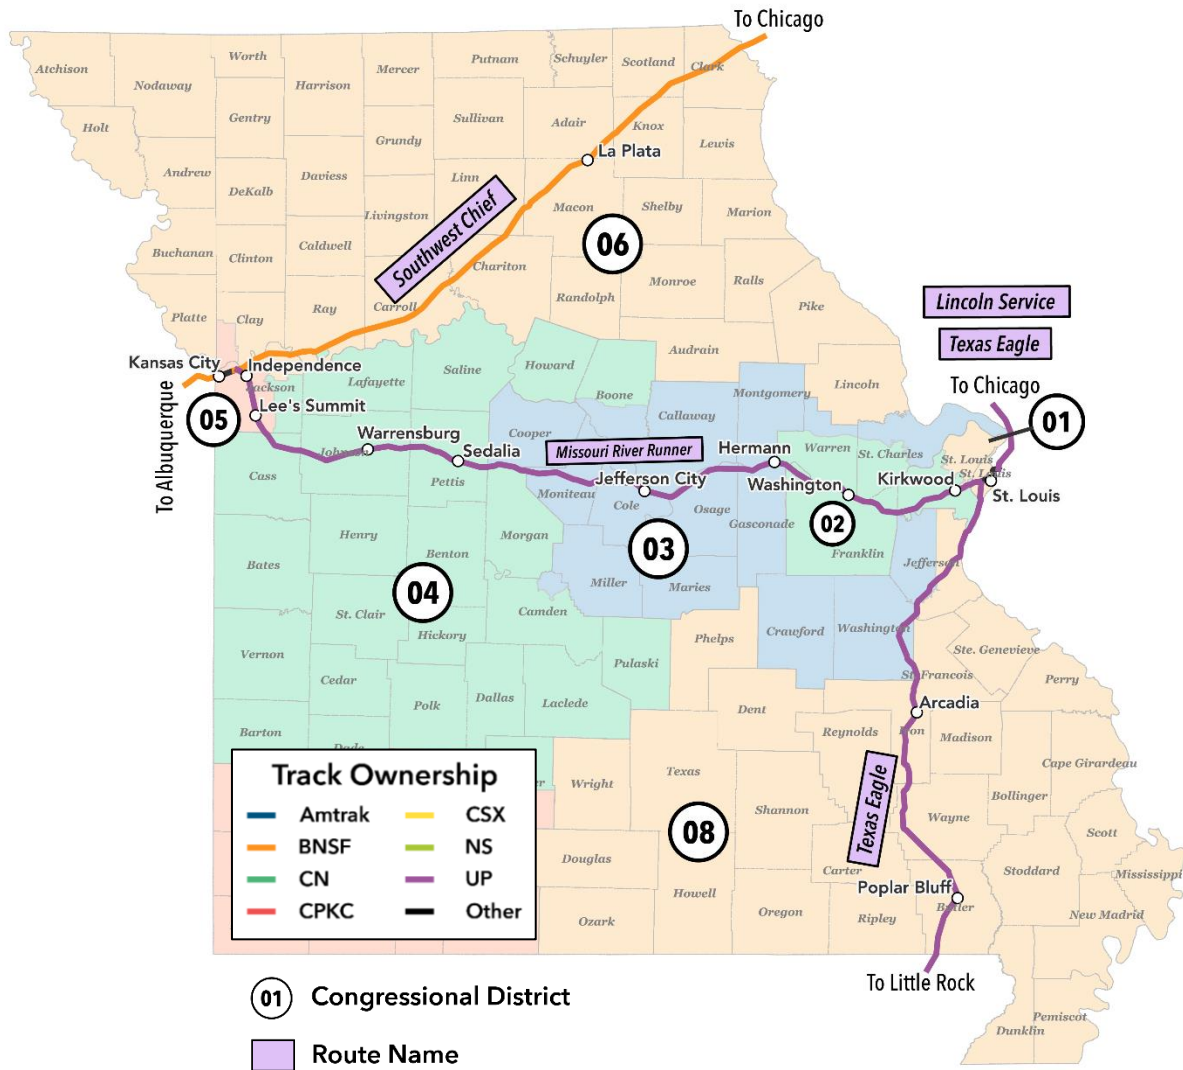 To Chicago
Atchison
Nodaway
Worth
Harrison
Mercer
Putnam
Schuyler
Scotland
Clark
Holt
Gentry
Grundy
Sullivan
Adair
Knox
Lewis
La Plata
Andrew
DeKalb
Daviess
Livingston
Linn
Macon
Shelby
Marion
Southwest Chief
06
Buchanan
Clinton
Caldwell
Chariton
Randolph
Monroe
Ralls
Pike
Platte
Clay
Ray
Carroll
Audrain
Lincoln
Lincoln Service
Texas Eagle
To Chicago
Kansas City
Independence
Jackson
Lafayette
Saline
Howard
Boone
Callaway
Montgomery
To Albuquerque
05
Lee's Summit
01
Warrensburg
Johnson
Sedalia
Cooper
Missouri River Runner
Hermann
Warren
St. Charles
St. Louis
St. Louis
Cass
Pettis
Moniteau
Jefferson City
Cole
Osage
Washington
Kirkwood
St. Louis
Gasconade
02
Franklin
Henry
Benton
Morgan
03
Jefferson
Bates
04
St. Clair
Hickory
Camden
Miller
Maries
Phelps
Crawford
Washington
Ste. Genevieve
Vernon
Cedar
Polk
Dallas
Laclede
Pulaski
St. Francois
Perry
Arcadia
Barton
Dade
Dent
Reynolds
Iron
Madison
Cape Girardeau
Wright
Texas
Shannon
Texas Eagle
Wayne
Bollinger
Scott
08
Douglas
Howell
Carter
Stoddard
Mississippi
Poplar Bluff
Butler
Ozark
Oregon
Ripley
New Madrid
To Little Rock
Dunklin
Pemiscot
Track Ownership
Amtrak
CSX
BNSF
NS
CN
UP
CPKC
Other
01 Congressional District
Route Name